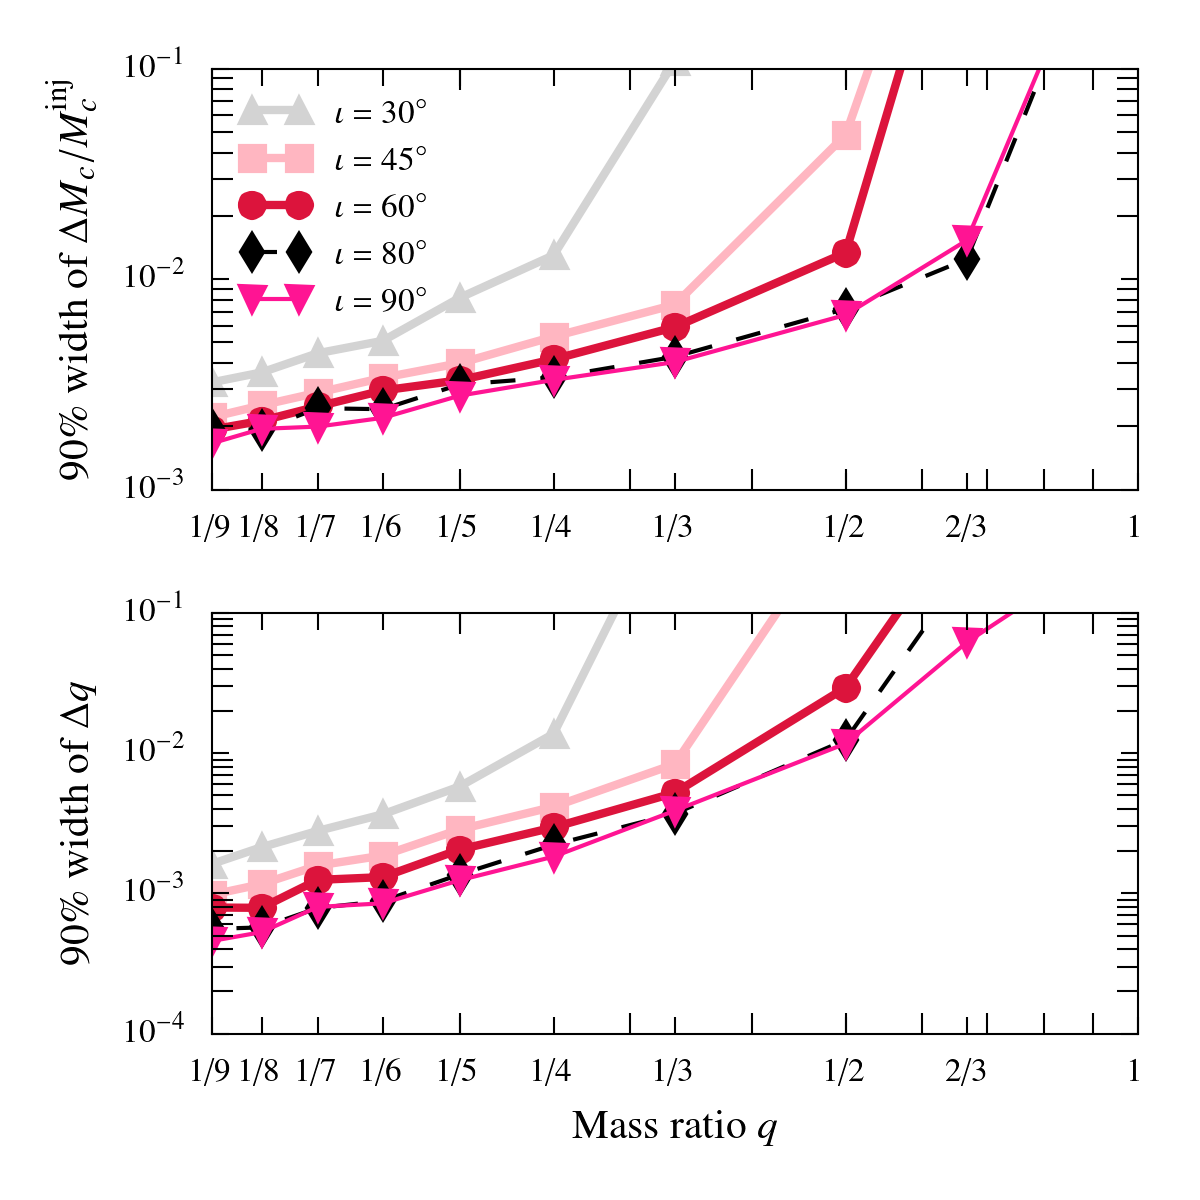 90% width of ΔM_c/M_c^inj
10⁻¹
10⁻²
10⁻³
ι = 30°
ι = 45°
ι = 60°
ι = 80°
ι = 90°
1/9 1/8 1/7 1/6 1/5 1/4 1/3 1/2 2/3 1
90% width of Δq
10⁻¹
10⁻²
10⁻³
10⁻⁴
1/9 1/8 1/7 1/6 1/5 1/4 1/3 1/2 2/3 1
Mass ratio q